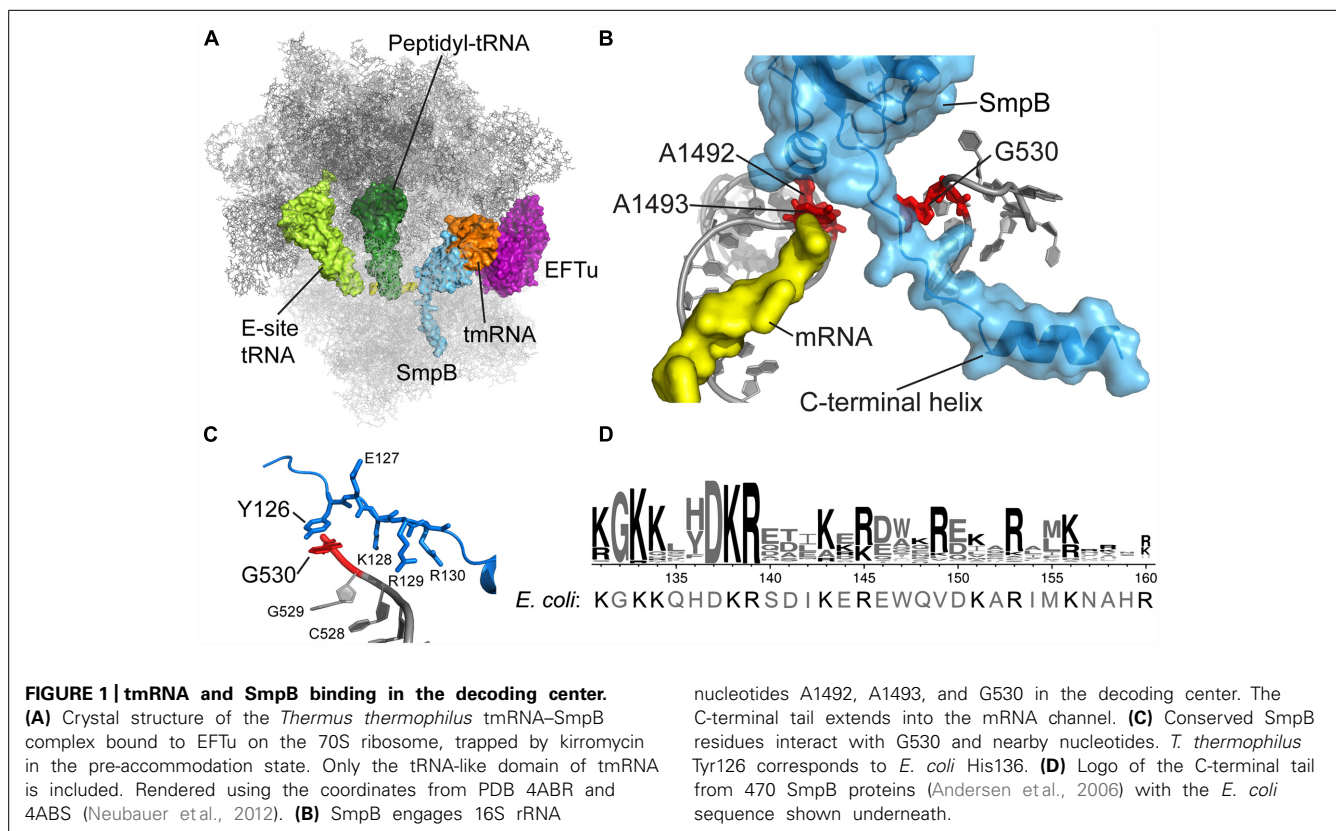 A
Peptidyl-tRNA
E-site
tRNA
SmpB
tmRNA
EFTu
B
SmpB
A1492
A1493
G530
mRNA
C-terminal helix
C
E127
Y126
G530
K128
R129
R130
G529
C528
D
135 140 145 150 155 160
E. coli: KGKKQHDKRSDIKEREWQVDKARIMKNAHR
FIGURE 1 | tmRNA and SmpB binding in the decoding center.
(A) Crystal structure of the Thermus thermophilus tmRNA–SmpB
complex bound to EFTu on the 70S ribosome, trapped by kirromycin
in the pre-accommodation state. Only the tRNA-like domain of tmRNA
is included. Rendered using the coordinates from PDB 4ABR and
4ABS (Neubauer et al., 2012). (B) SmpB engages 16S rRNA
nucleotides A1492, A1493, and G530 in the decoding center. The
C-terminal tail extends into the mRNA channel. (C) Conserved SmpB
residues interact with G530 and nearby nucleotides. T. thermophilus
Tyr126 corresponds to E. coli His136. (D) Logo of the C-terminal tail
from 470 SmpB proteins (Andersen et al., 2006) with the E. coli
sequence shown underneath.